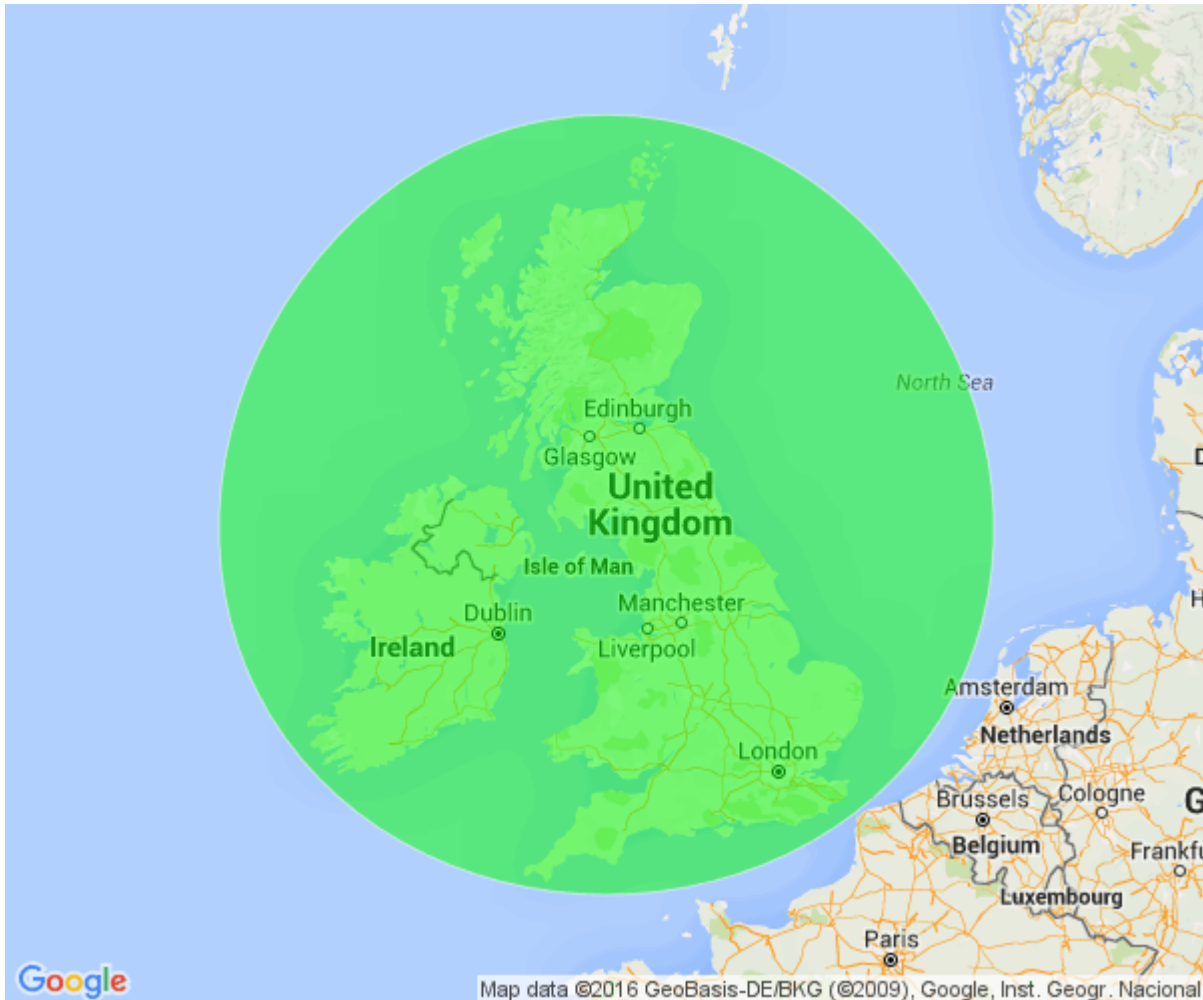 North Sea
Edinburgh
Glasgow
United
Kingdom
Isle of Man
Dublin
Manchester
Ireland
Liverpool
Amsterdam
Netherlands
London
Brussels
Cologne
G
Belgium
Frankfu
Luxembourg
Paris
Google
Map data ©2016 GeoBasis-DE/BKG (©2009), Google, Inst. Geogr. Nacional